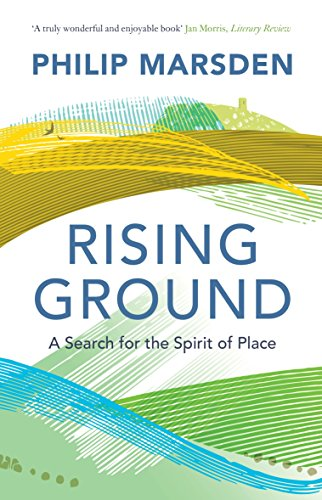 ‘A truly wonderful and enjoyable book’ Jan Morris, Literary Review
PHILIP MARSDEN
RISING
GROUND
A Search for the Spirit of Place